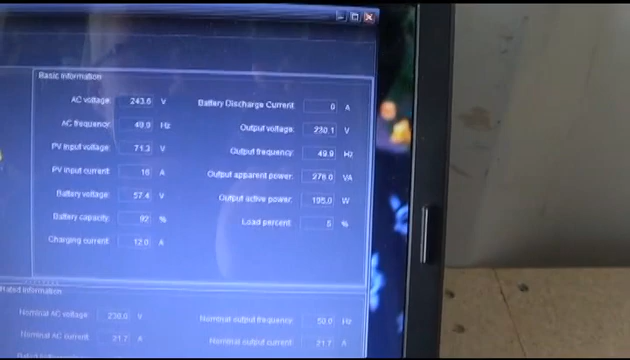 Basic Information
AC voltage: 243.6 V
AC frequency: 49.9 Hz
PV input voltage: 71.3 V
PV input current: 16 A
Battery voltage: 57.4 V
Battery capacity: 92 %
Charging current: 12.0 A
Battery Discharge Current: 0 A
Output voltage: 230.1 V
Output frequency: 49.9 Hz
Output apparent power: 276.0 VA
Output active power: 195.0 W
Load percent: 5 %
Rated Information
Nominal AC voltage: 230.0 V
Nominal AC current: 21.7 A
Nominal output frequency: 50.0 Hz
Nominal output current: 21.7 A